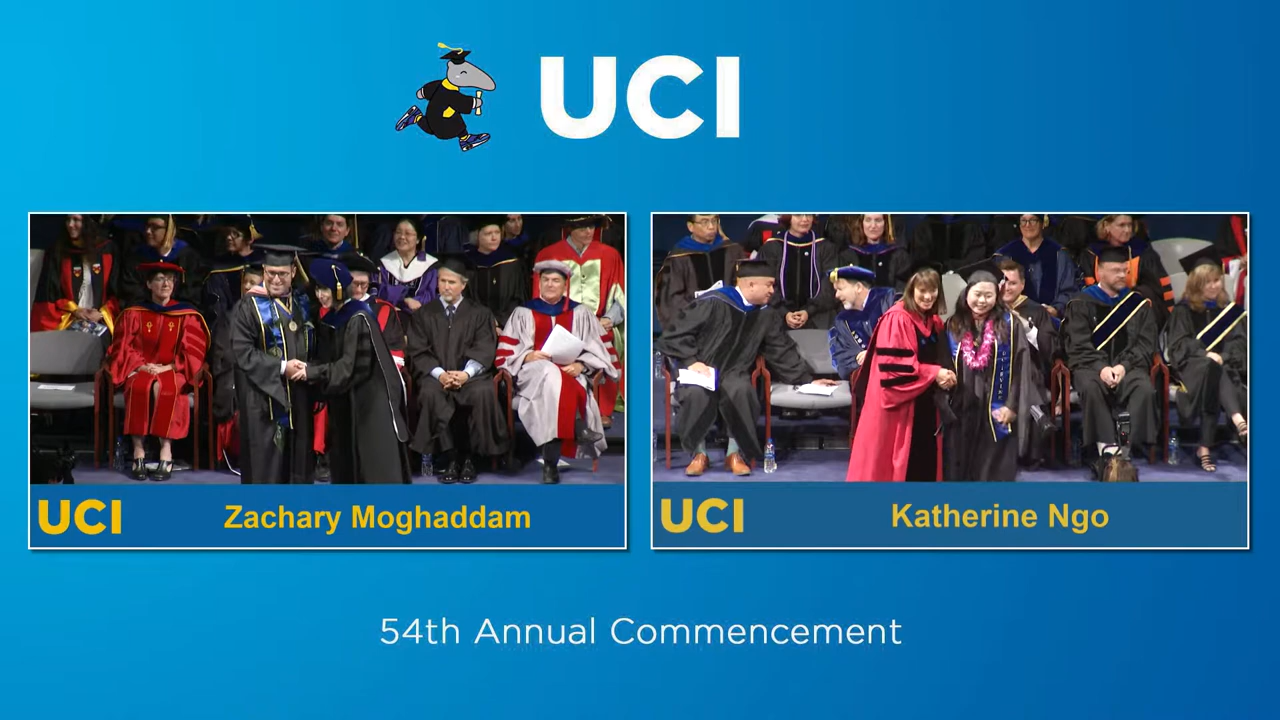 UCI
UCI
Zachary Moghaddam
UCI
Katherine Ngo
54th Annual Commencement